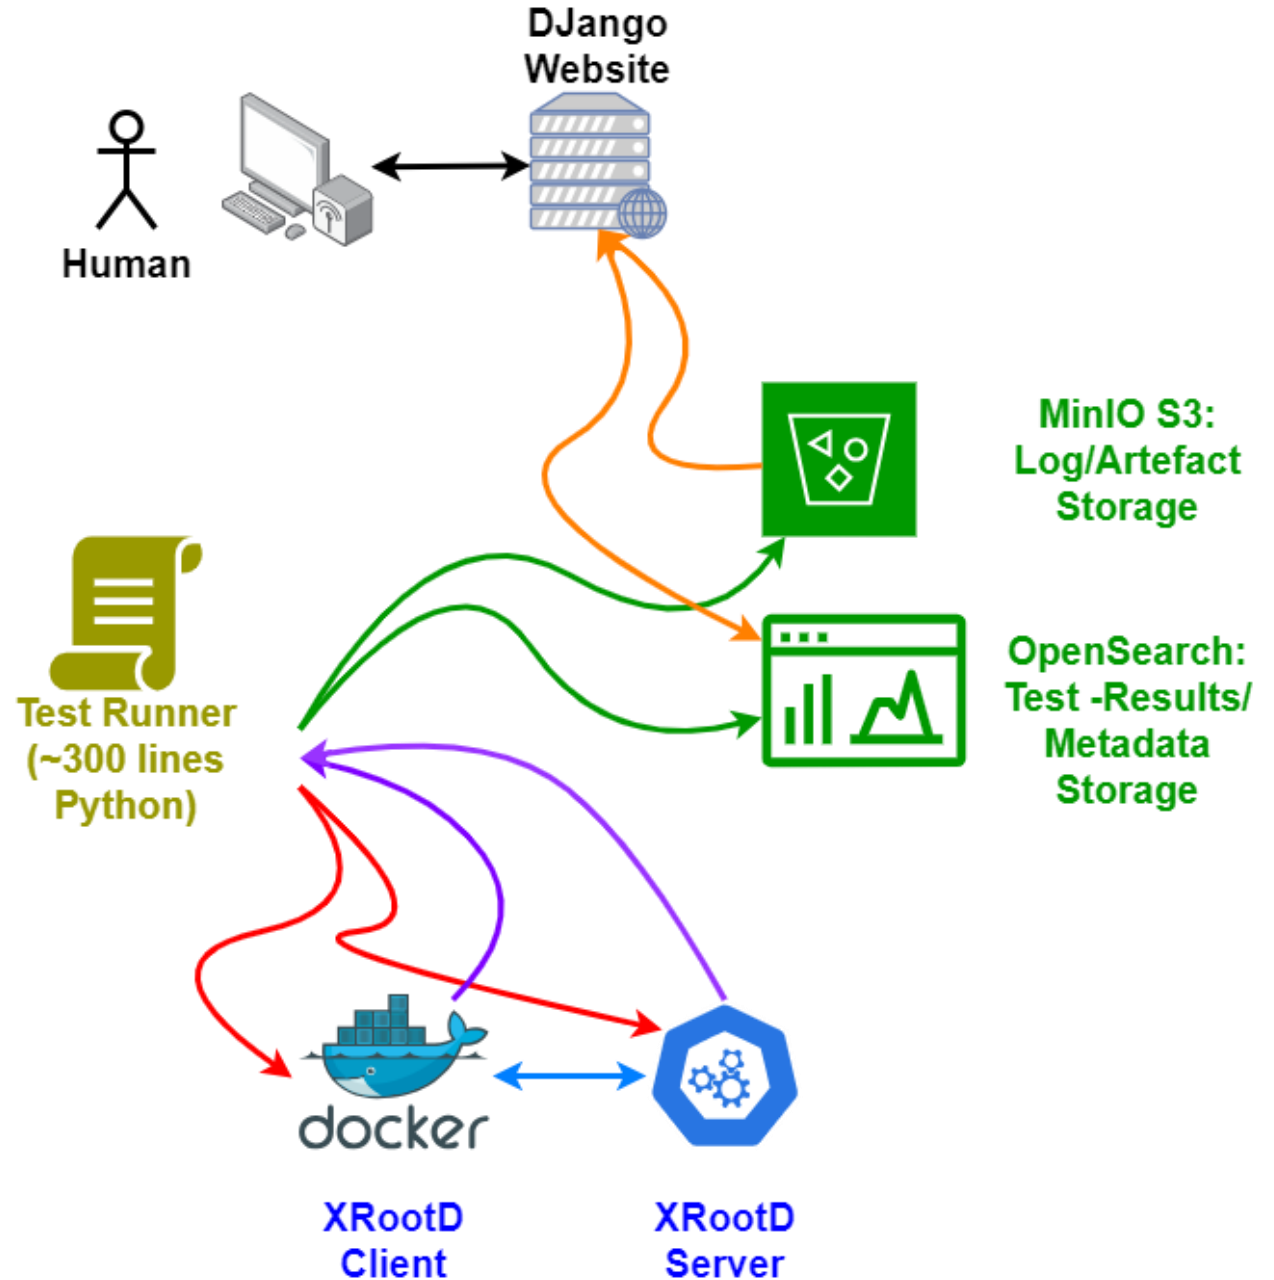 DJango
Website
Human
MinIO S3:
Log/Artefact
Storage
Test Runner
(~300 lines
Python)
OpenSearch:
Test -Results/
Metadata
Storage
docker
XRootD
Client
XRootD
Server